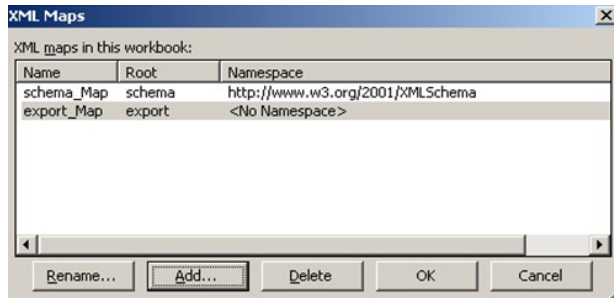 XML Maps
XML maps in this workbook:
Name Root Namespace
schema_Map schema http://www.w3.org/2001/XMLSchema
export_Map export <No Namespace>
Rename... Add... Delete OK Cancel